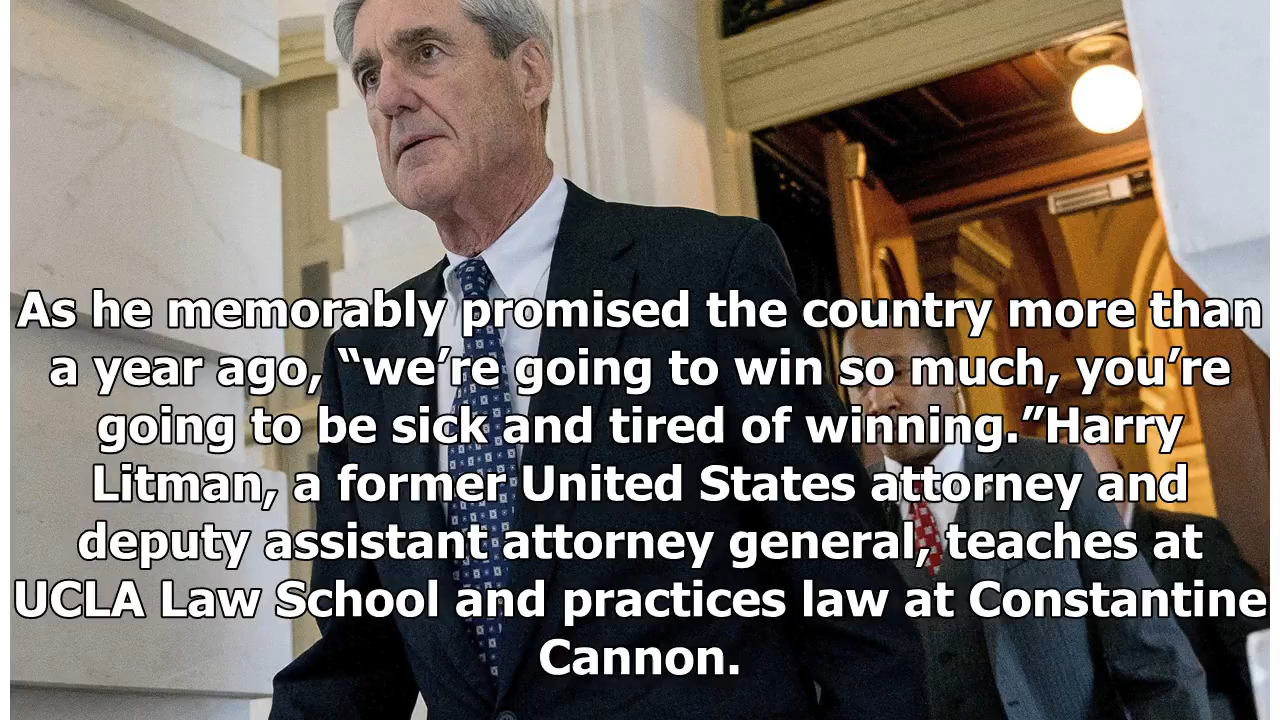 As he memorably promised the country more than
a year ago, “we’re going to win so much, you’re
going to be sick and tired of winning.”Harry
Litman, a former United States attorney and
deputy assistant attorney general, teaches at
UCLA Law School and practices law at Constantine
Cannon.